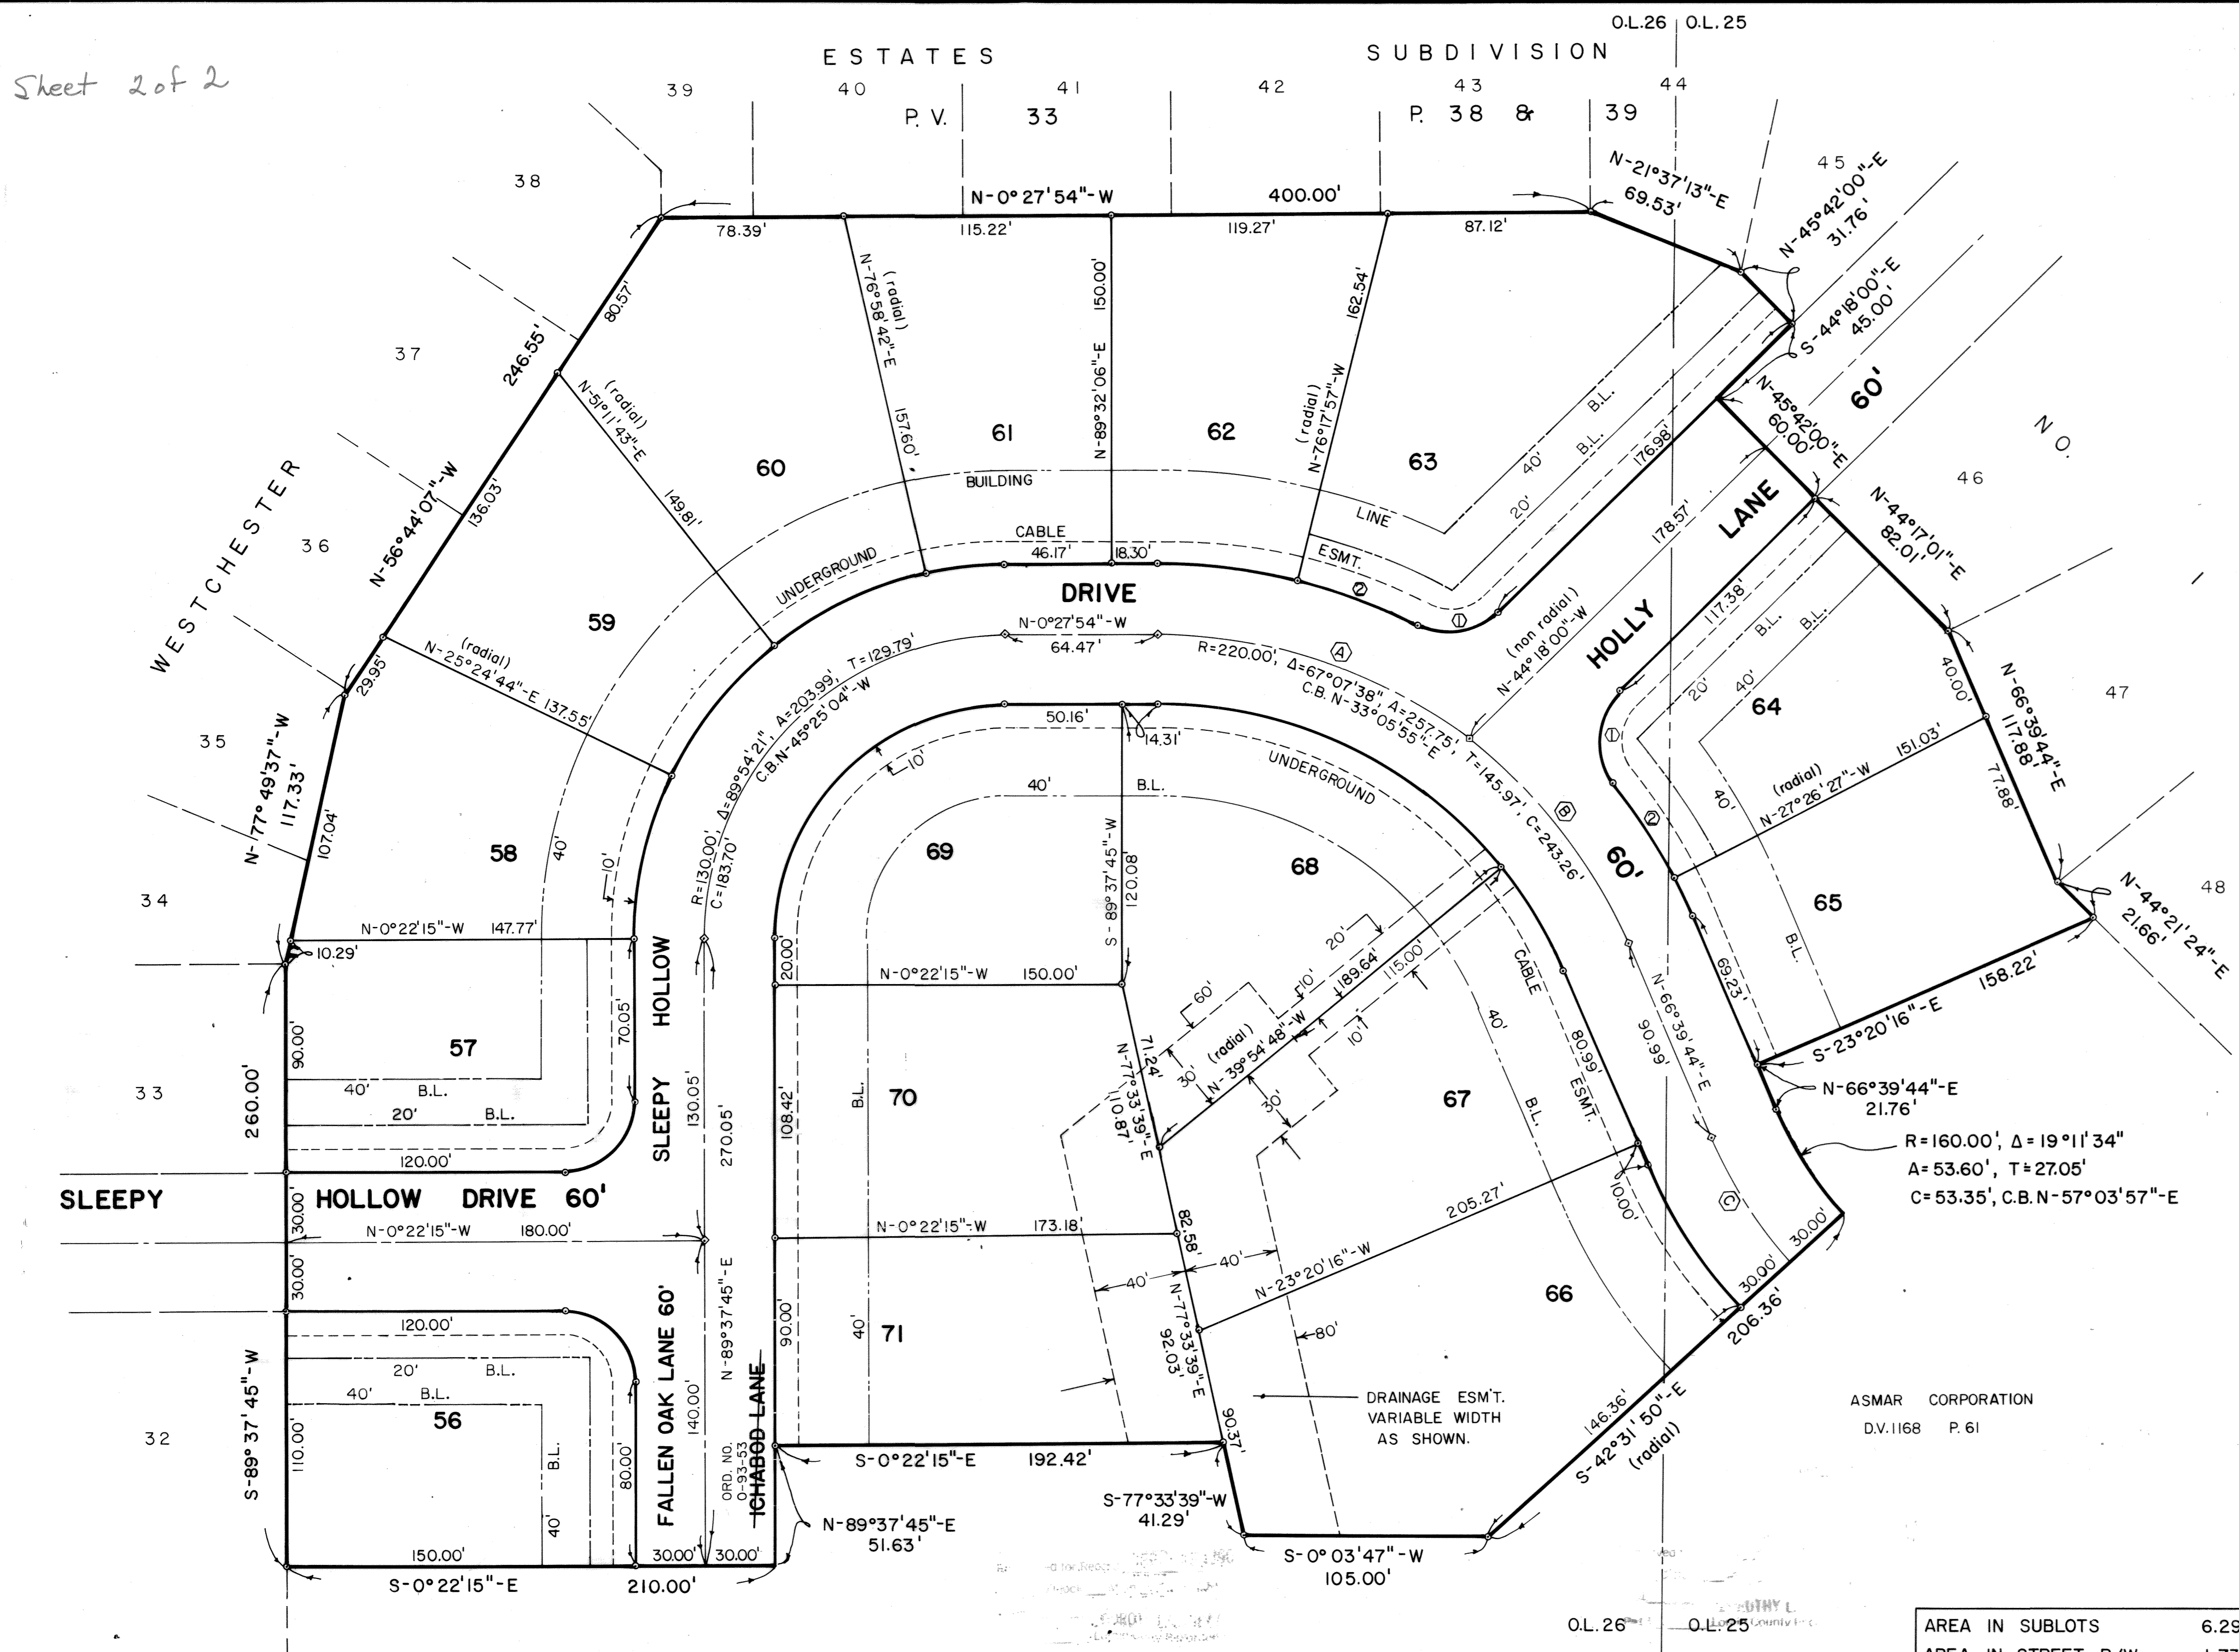 Sheet 2 of 2
O.L.26 | O.L.25
ESTATES SUBDIVISION
39 40 41 42 43 44
P.V. 33 P. 38 & 39
38
45
37
36
35
34
33
32
46
47
48
WESTCHESTER
NO.
N-0°27'54"-W 400.00'
78.39' 115.22' 119.27' 87.12'
N-21°37'13"-E
69.53'
N-45°42'00"-E
31.76'
S-44°18'00"-E
45.00'
N-45°42'00"-E
60.00'
N-44°17'01"-E
82.01'
N-66°39'44"-E
117.88'
40.00'
77.88'
N-44°21'24"-E
21.66'
S-23°20'16"-E 158.22'
N-66°39'44"-E
21.76'
R=160.00', Δ=19°11'34"
A=53.60', T=27.05'
C=53.35', C.B. N-57°03'57"-E
80.57'
246.55'
N-56°44'07"-W
136.03'
29.95'
N-77°49'37"-W
117.33'
107.04'
10.29'
(radial)
N-51°11'43"-E
149.81'
(radial)
N-76°58'42"-E
157.60'
N-89°32'06"-E 150.00'
162.54'
(radial)
N-76°17'57"-W
60
61
62
63
BUILDING
LINE
UNDERGROUND
CABLE
ESMT.
46.17' 18.30'
DRIVE
N-0°27'54"-W
64.47'
40' B.L.
20' B.L.
176.98'
178.57'
60'
HOLLY LANE
(non radial)
N-44°18'00"-W
117.38'
1
2
A
B
C
1
2
B.L.
B.L.
20'
40'
64
(radial) 151.03'
N-27°26'27"-W
40'
65
B.L.
69.23'
60'
59
(radial)
N-25°24'44"-E 137.55'
R=130.00', Δ=89°54'21", A=203.99', T=129.79'
C=183.70' C.B. N-45°25'04"-W
R=220.00', Δ=67°07'38", A=257.75', T=145.97', C=243.26'
C.B. N-33°05'55"-E
58
40'
10'
N-0°22'15"-W 147.77'
57
40' B.L.
20' B.L.
120.00'
70.05'
90.00'
260.00'
30.00'
30.00'
SLEEPY HOLLOW DRIVE 60'
N-0°22'15"-W 180.00'
SLEEPY HOLLOW
130.05'
270.05'
120.00'
20' B.L.
40' B.L.
56
S-89°37'45"-W
110.00'
B.L.
40'
80.00'
150.00' 30.00' 30.00'
S-0°22'15"-E 210.00'
FALLEN OAK LANE 60'
140.00'
N-89°37'45"-E
ORD. NO.
0-93-53
ICHABOD LANE
N-89°37'45"-E
51.63'
50.16' 14.31'
10'
40' B.L.
UNDERGROUND
69
S-89°37'45"-W
120.08'
68
20.00'
N-0°22'15"-W 150.00'
108.42'
B.L.
70
N-0°22'15"-W 173.18'
90.00'
40'
71
S-0°22'15"-E 192.42'
71.24'
N-77°33'39"-E
110.87'
82.58'
N-77°33'39"-E
92.03'
90.37'
40' 40'
80'
20'
10'
60'
189.64'
115.00'
(radial)
N-39°54'48"-W
30'
30'
10'
CABLE
ESMT.
40'
B.L.
67
80.99'
N-66°39'44"-E
90.99'
205.27'
N-23°20'16"-W
10.00'
66
30.00'
30.00'
206.36'
146.36'
S-42°31'50"-E
(radial)
DRAINAGE ESM'T.
VARIABLE WIDTH
AS SHOWN.
S-77°33'39"-W
41.29'
S-0°03'47"-W
105.00'
ASMAR CORPORATION
D.V.1168 P. 61
O.L.26 O.L.25
AREA IN SUBLOTS 6.29